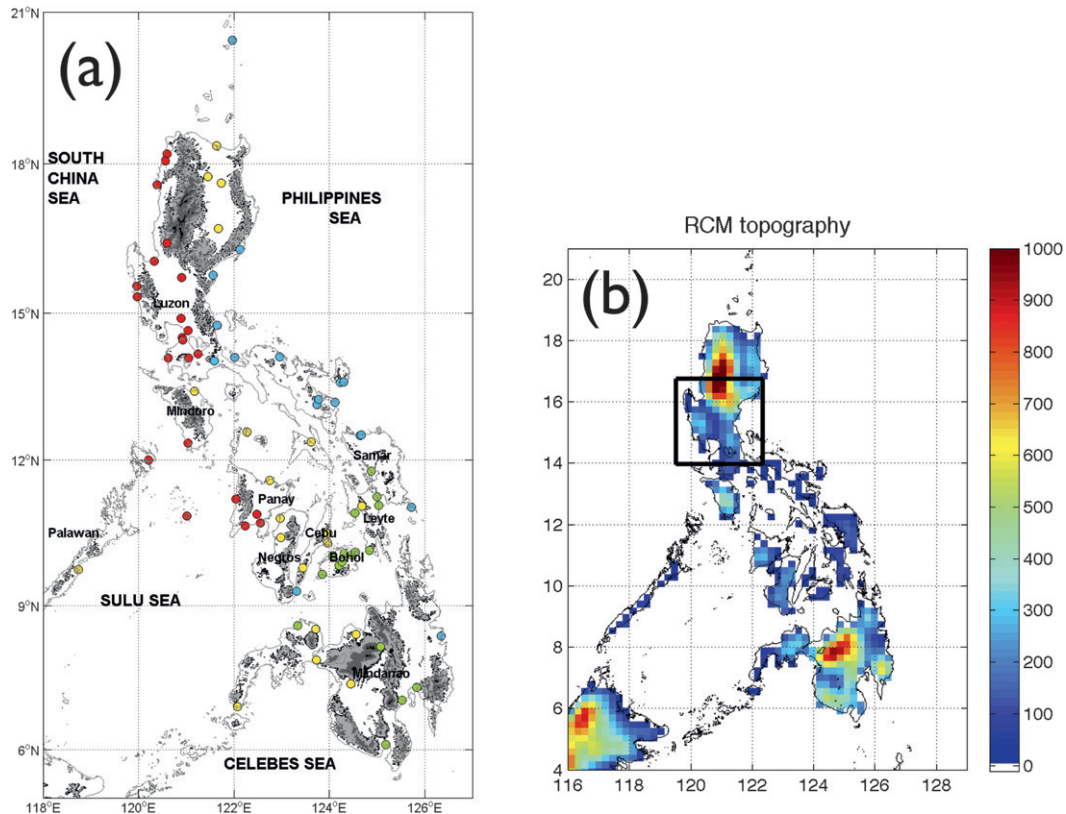 (a)
21°N
18°N
15°N
12°N
9°N
6°N
118°E
120°E
122°E
124°E
126°E
SOUTH
CHINA
SEA
PHILIPPINES
SEA
Luzon
Mindoro
Samar
Panay
Leyte
Palawan
Cebu
Negros
Bohol
SULU SEA
Mindanao
CELEBES SEA
RCM topography
(b)
20
18
16
14
12
10
8
6
4
116
118
120
122
124
126
128
1000
900
800
700
600
500
400
300
200
100
0